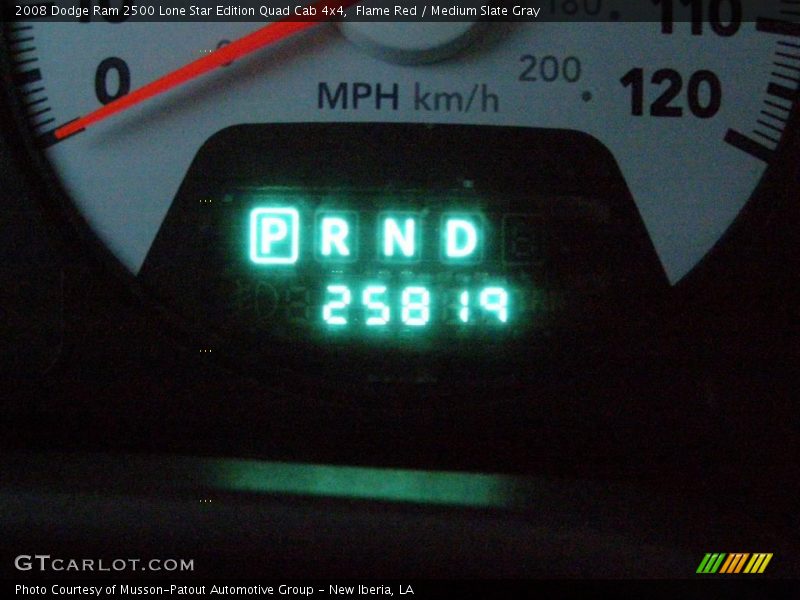 2008 Dodge Ram 2500 Lone Star Edition Quad Cab 4x4, Flame Red / Medium Slate Gray
180 110
0 MPH km/h 200 120
P R N D
25819
GTCARLOT.COM
Photo Courtesy of Musson-Patout Automotive Group - New Iberia, LA